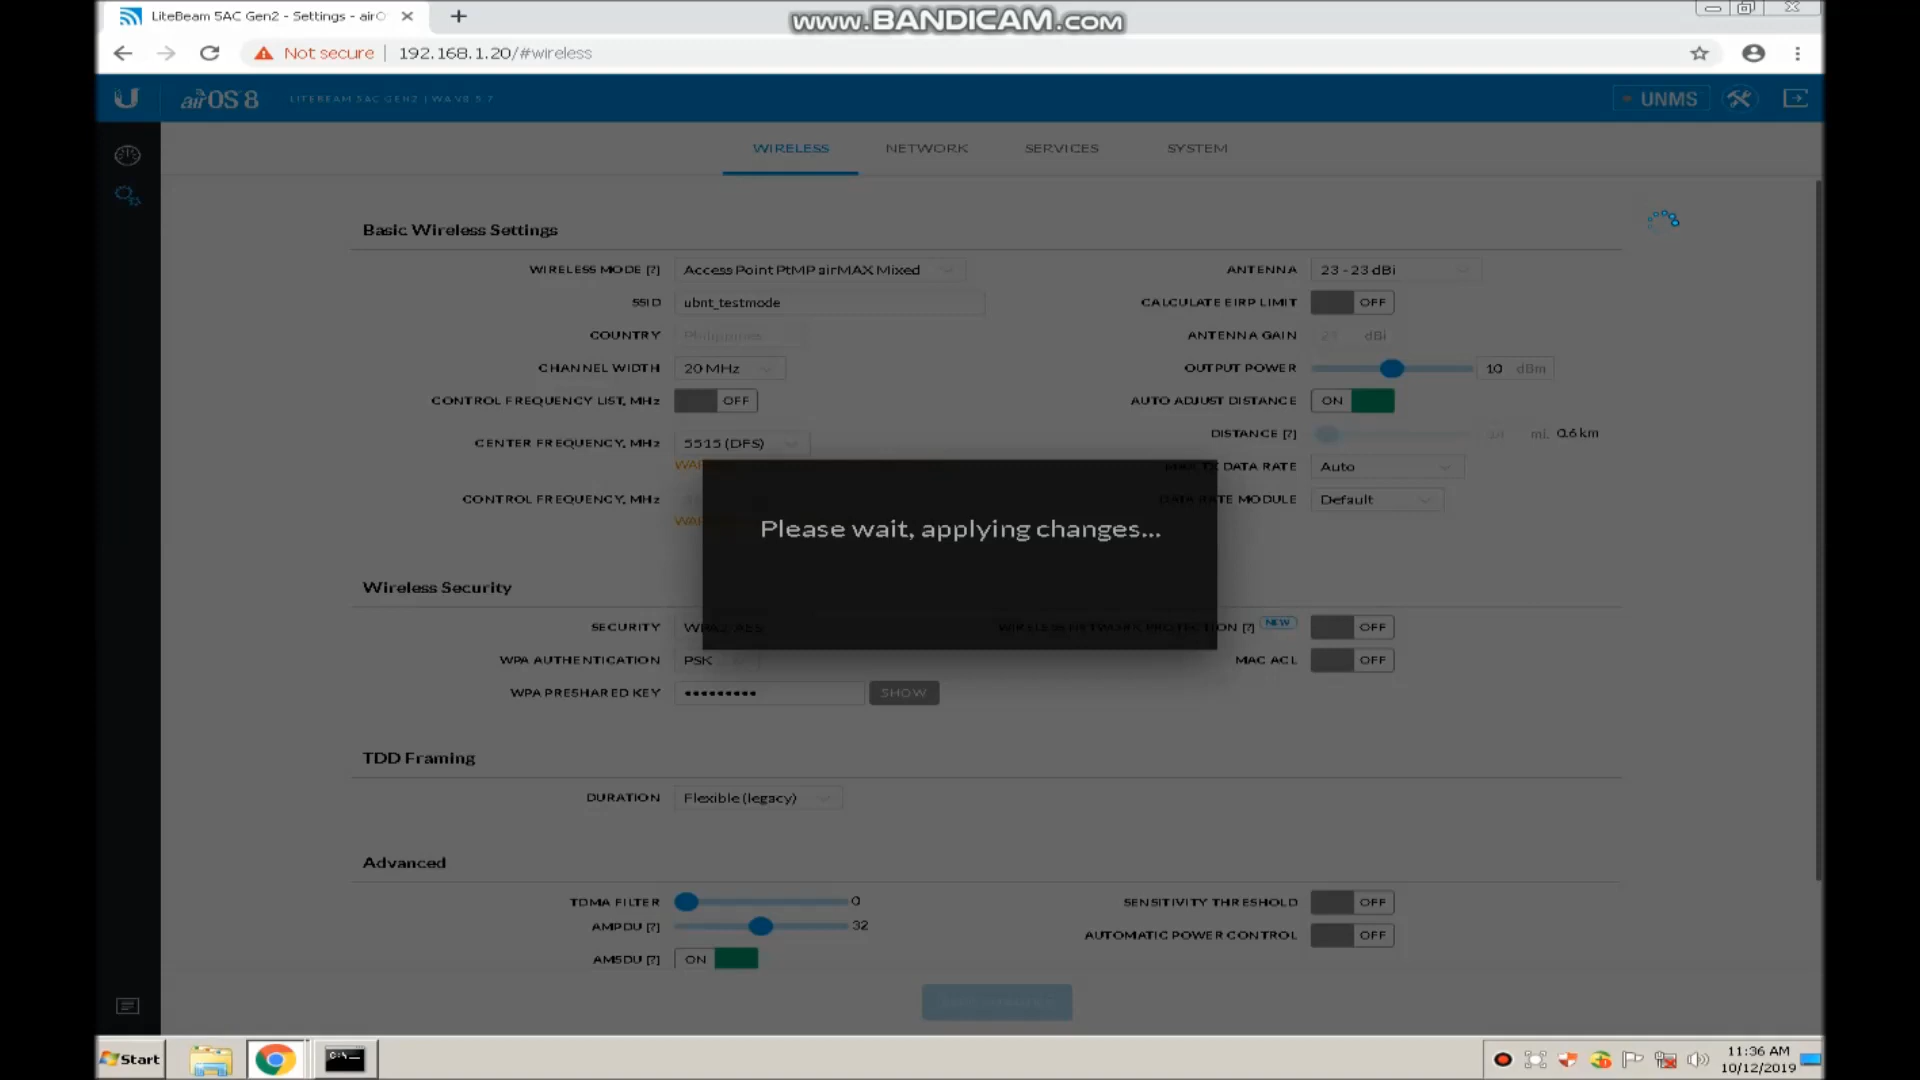 LiteBeam 5AC Gen2 - Settings - airO
www.BANDICAM.com
Not secure | 192.168.1.20/#wireless
airOS 8
LITEBEAM 5AC GEN2 | WA.V8.5.7
UNMS
WIRELESS NETWORK SERVICES SYSTEM
Basic Wireless Settings
WIRELESS MODE [?] Access Point PtMP airMAX Mixed
ANTENNA 23 - 23 dBi
SSID ubnt_testmode
CALCULATE EIRP LIMIT OFF
COUNTRY Philippines
ANTENNA GAIN 23 dBi
CHANNEL WIDTH 20 MHz
OUTPUT POWER 10 dBm
CONTROL FREQUENCY LIST, MHz OFF
AUTO ADJUST DISTANCE ON
CENTER FREQUENCY, MHz 5515 (DFS)
DISTANCE [?] mi. 0.6 km
MAX TX DATA RATE Auto
CONTROL FREQUENCY, MHz
DATA RATE MODULE Default
Please wait, applying changes...
Wireless Security
SECURITY WPA2-AES
WIRELESS NETWORK PROTECTION [?] NEW OFF
WPA AUTHENTICATION PSK
MAC ACL OFF
WPA PRESHARED KEY ••••••••• SHOW
TDD Framing
DURATION Flexible (legacy)
Advanced
TDMA FILTER 0
SENSITIVITY THRESHOLD OFF
AMPDU [?] 32
AUTOMATIC POWER CONTROL OFF
AMSDU [?] ON
Start
C:\
11:36 AM
10/12/2019